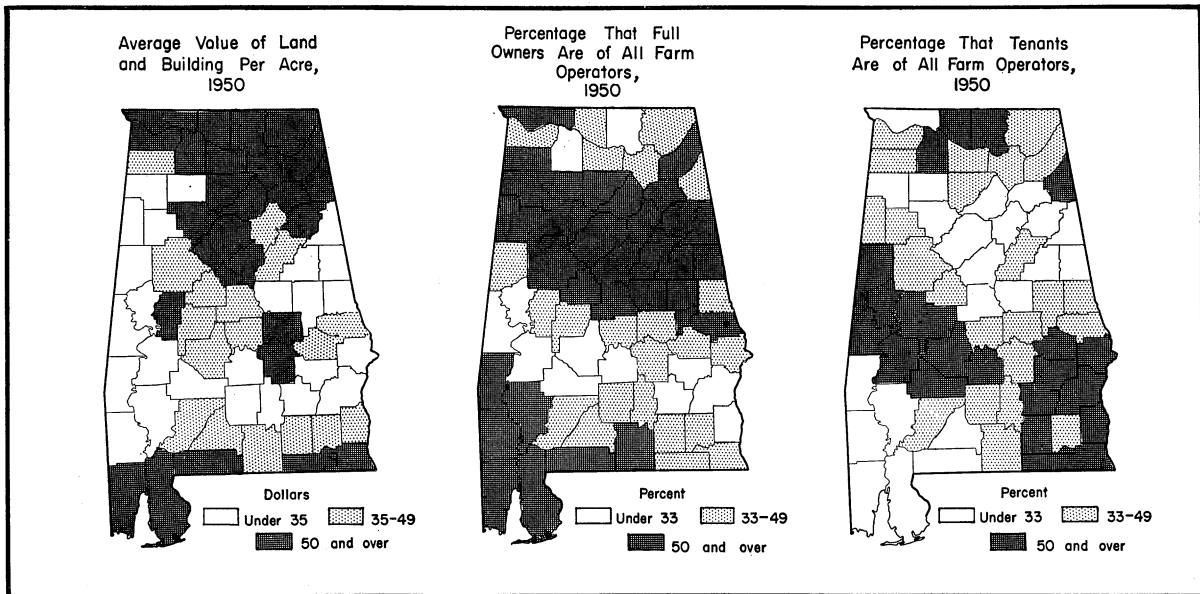 Average Value of Land
and Building Per Acre,
1950
Dollars
Under 35
35-49
50 and over
Percentage That Full
Owners Are of All Farm
Operators,
1950
Percent
Under 33
33-49
50 and over
Percentage That Tenants
Are of All Farm Operators,
1950
Percent
Under 33
33-49
50 and over